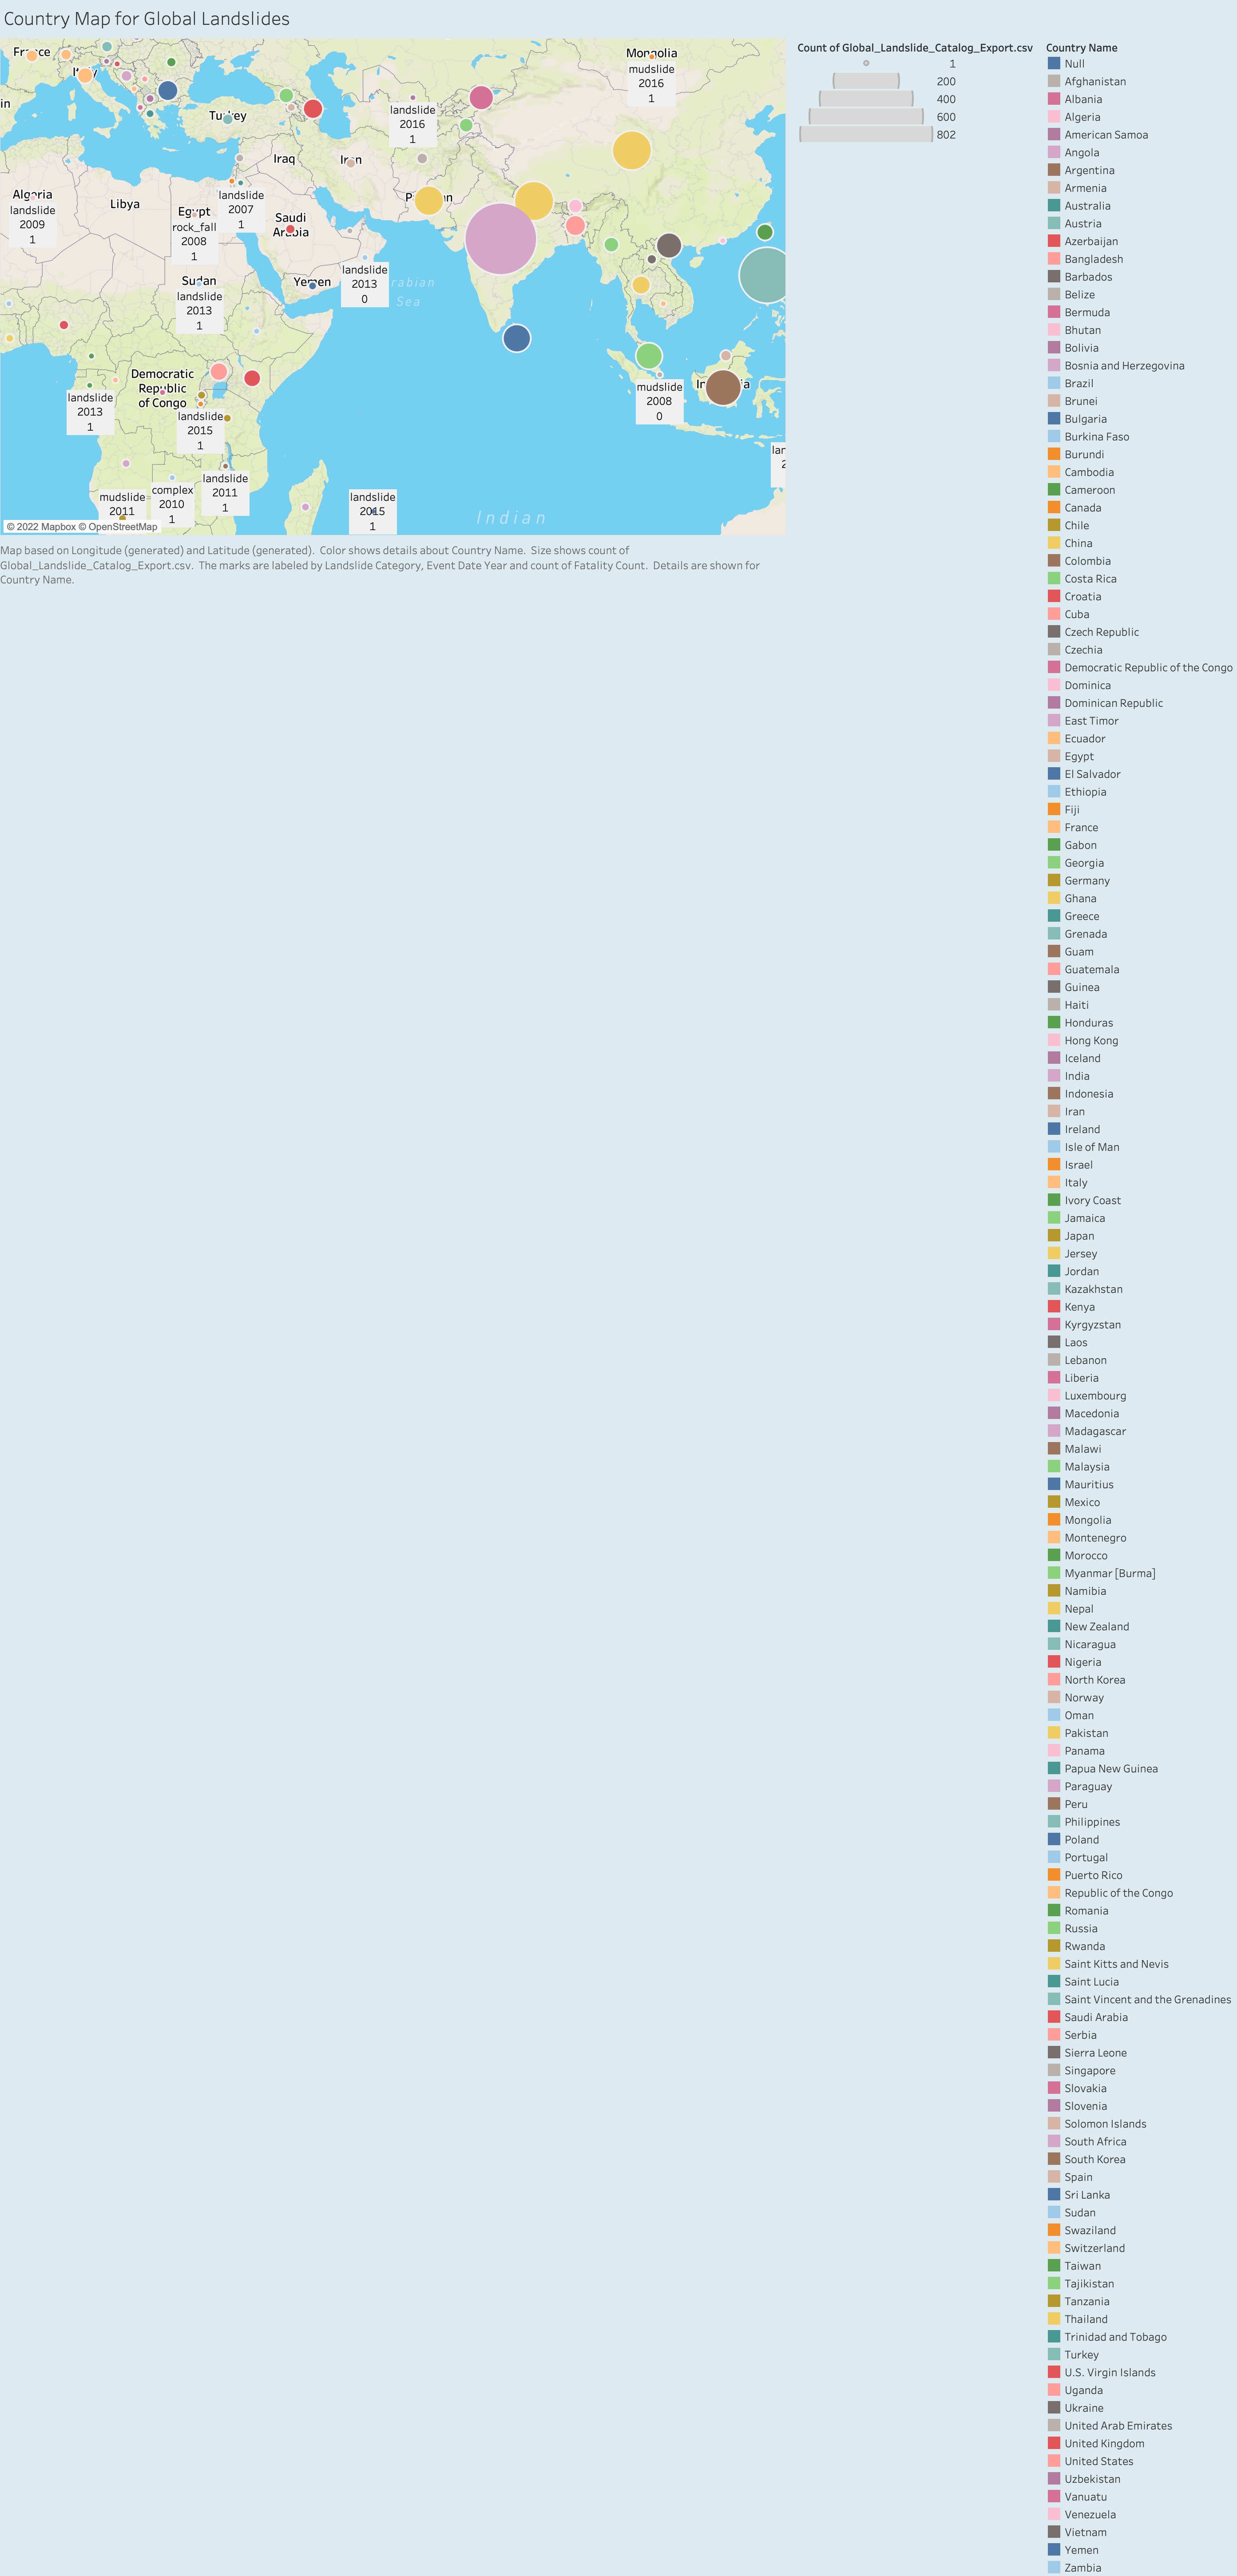 Country Map for Global Landslides
France
Italy
in
Turkey
Mongolia
mudslide
2016
1
landslide
2016
1
Iraq
Iran
Algeria
landslide
2009
1
Libya
Egypt
rock_fall
2008
1
landslide
2007
1
Saudi
Arabia
Sudan
landslide
2013
1
Yemen
landslide
2013
0
rabian
Sea
Democratic
Republic
of Congo
landslide
2013
1
landslide
2015
1
landslide
2011
1
mudslide
2011
complex
2010
1
landslide
2015
1
mudslide
2008
0
Indian
© 2022 Mapbox © OpenStreetMap
Map based on Longitude (generated) and Latitude (generated). Color shows details about Country Name. Size shows count of
Global_Landslide_Catalog_Export.csv. The marks are labeled by Landslide Category, Event Date Year and count of Fatality Count. Details are shown for
Country Name.
Count of Global_Landslide_Catalog_Export.csv
1
200
400
600
802
Country Name
Null
Afghanistan
Albania
Algeria
American Samoa
Angola
Argentina
Armenia
Australia
Austria
Azerbaijan
Bangladesh
Barbados
Belize
Bermuda
Bhutan
Bolivia
Bosnia and Herzegovina
Brazil
Brunei
Bulgaria
Burkina Faso
Burundi
Cambodia
Cameroon
Canada
Chile
China
Colombia
Costa Rica
Croatia
Cuba
Czech Republic
Czechia
Democratic Republic of the Congo
Dominica
Dominican Republic
East Timor
Ecuador
Egypt
El Salvador
Ethiopia
Fiji
France
Gabon
Georgia
Germany
Ghana
Greece
Grenada
Guam
Guatemala
Guinea
Haiti
Honduras
Hong Kong
Iceland
India
Indonesia
Iran
Ireland
Isle of Man
Israel
Italy
Ivory Coast
Jamaica
Japan
Jersey
Jordan
Kazakhstan
Kenya
Kyrgyzstan
Laos
Lebanon
Liberia
Luxembourg
Macedonia
Madagascar
Malawi
Malaysia
Mauritius
Mexico
Mongolia
Montenegro
Morocco
Myanmar [Burma]
Namibia
Nepal
New Zealand
Nicaragua
Nigeria
North Korea
Norway
Oman
Pakistan
Panama
Papua New Guinea
Paraguay
Peru
Philippines
Poland
Portugal
Puerto Rico
Republic of the Congo
Romania
Russia
Rwanda
Saint Kitts and Nevis
Saint Lucia
Saint Vincent and the Grenadines
Saudi Arabia
Serbia
Sierra Leone
Singapore
Slovakia
Slovenia
Solomon Islands
South Africa
South Korea
Spain
Sri Lanka
Sudan
Swaziland
Switzerland
Taiwan
Tajikistan
Tanzania
Thailand
Trinidad and Tobago
Turkey
U.S. Virgin Islands
Uganda
Ukraine
United Arab Emirates
United Kingdom
United States
Uzbekistan
Vanuatu
Venezuela
Vietnam
Yemen
Zambia